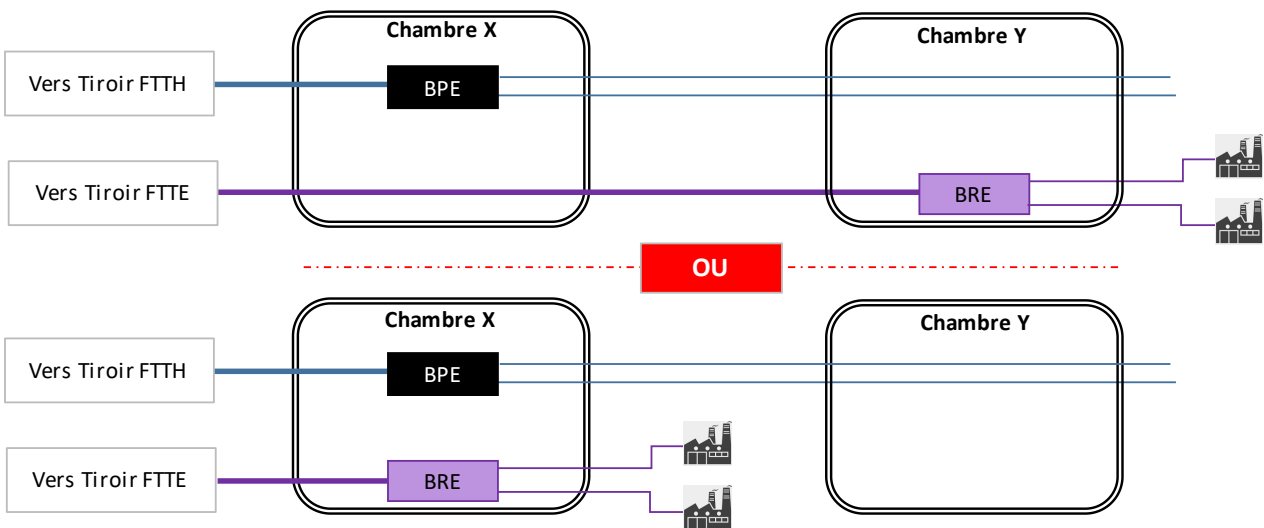 Chambre X
Chambre Y
Vers Tiroir FTTH
BPE
Vers Tiroir FTTE
BRE
OU
Chambre X
Chambre Y
Vers Tiroir FTTH
BPE
Vers Tiroir FTTE
BRE